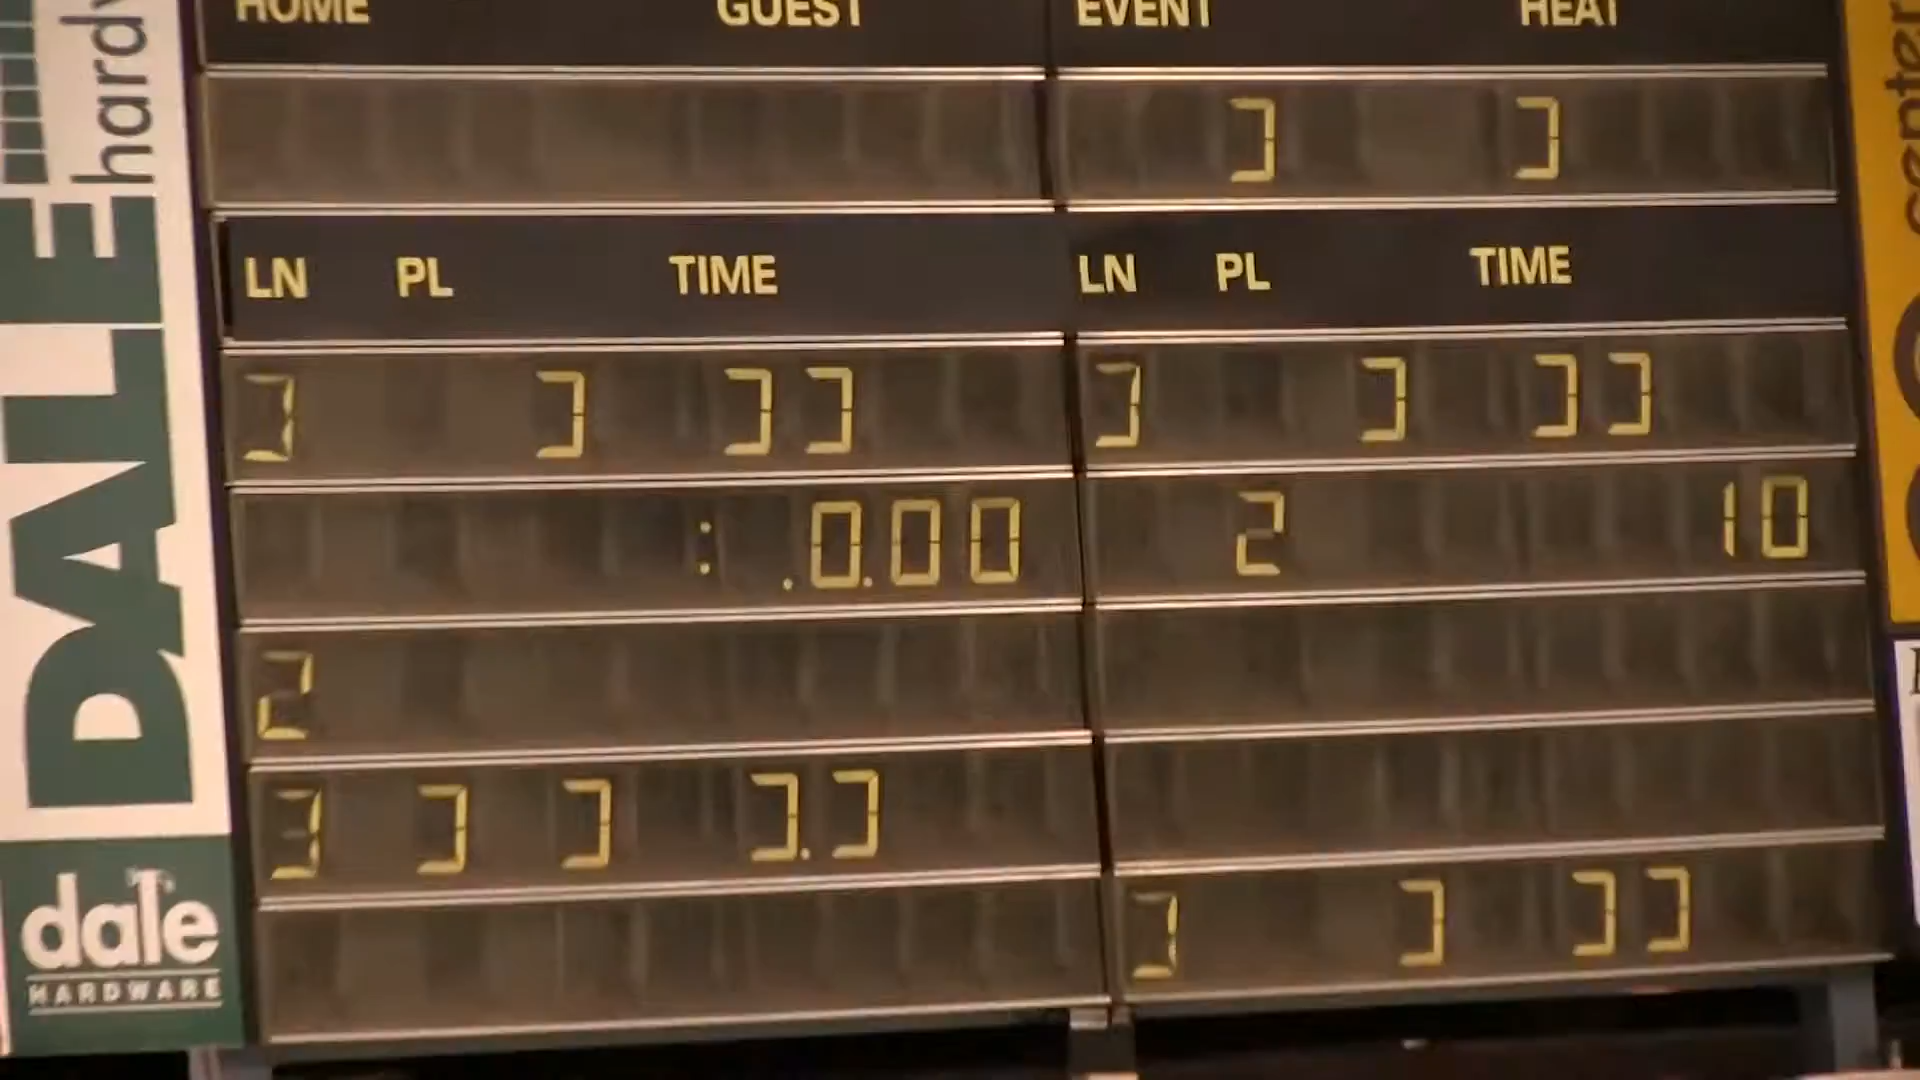 HOME GUEST EVENT HEAT
] ]
LN PL TIME LN PL TIME
] ] ] ] ] ] ] ]
: .0.00 2 10
2
3 ] ] ].]
] ] ] ]
DALE hardw
dale
HARDWARE
center